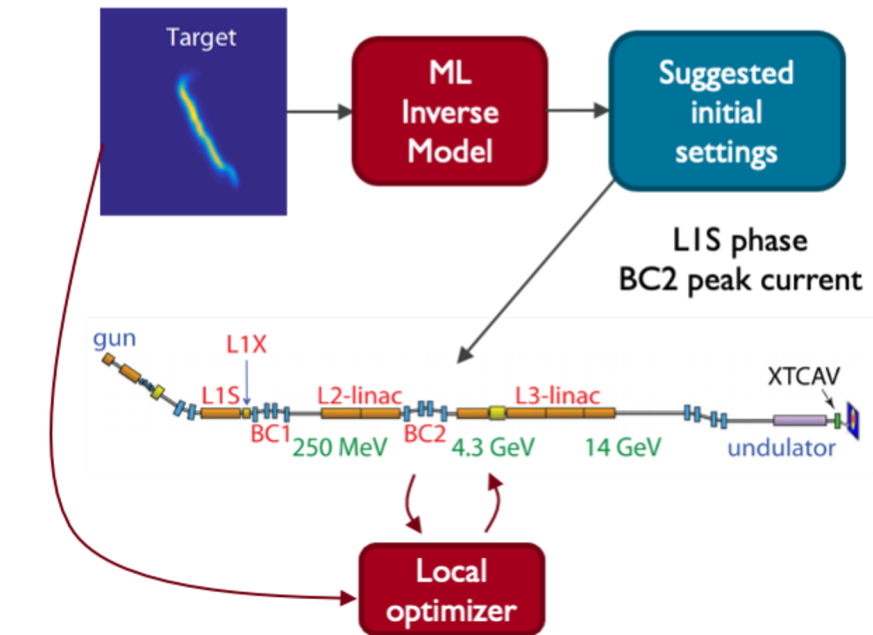 Target
ML
Inverse
Model
Suggested
initial
settings
L1S phase
BC2 peak current
gun
L1X
L1S
BC1
L2-linac
250 MeV
BC2
L3-linac
4.3 GeV
14 GeV
XTCAV
undulator
Local
optimizer